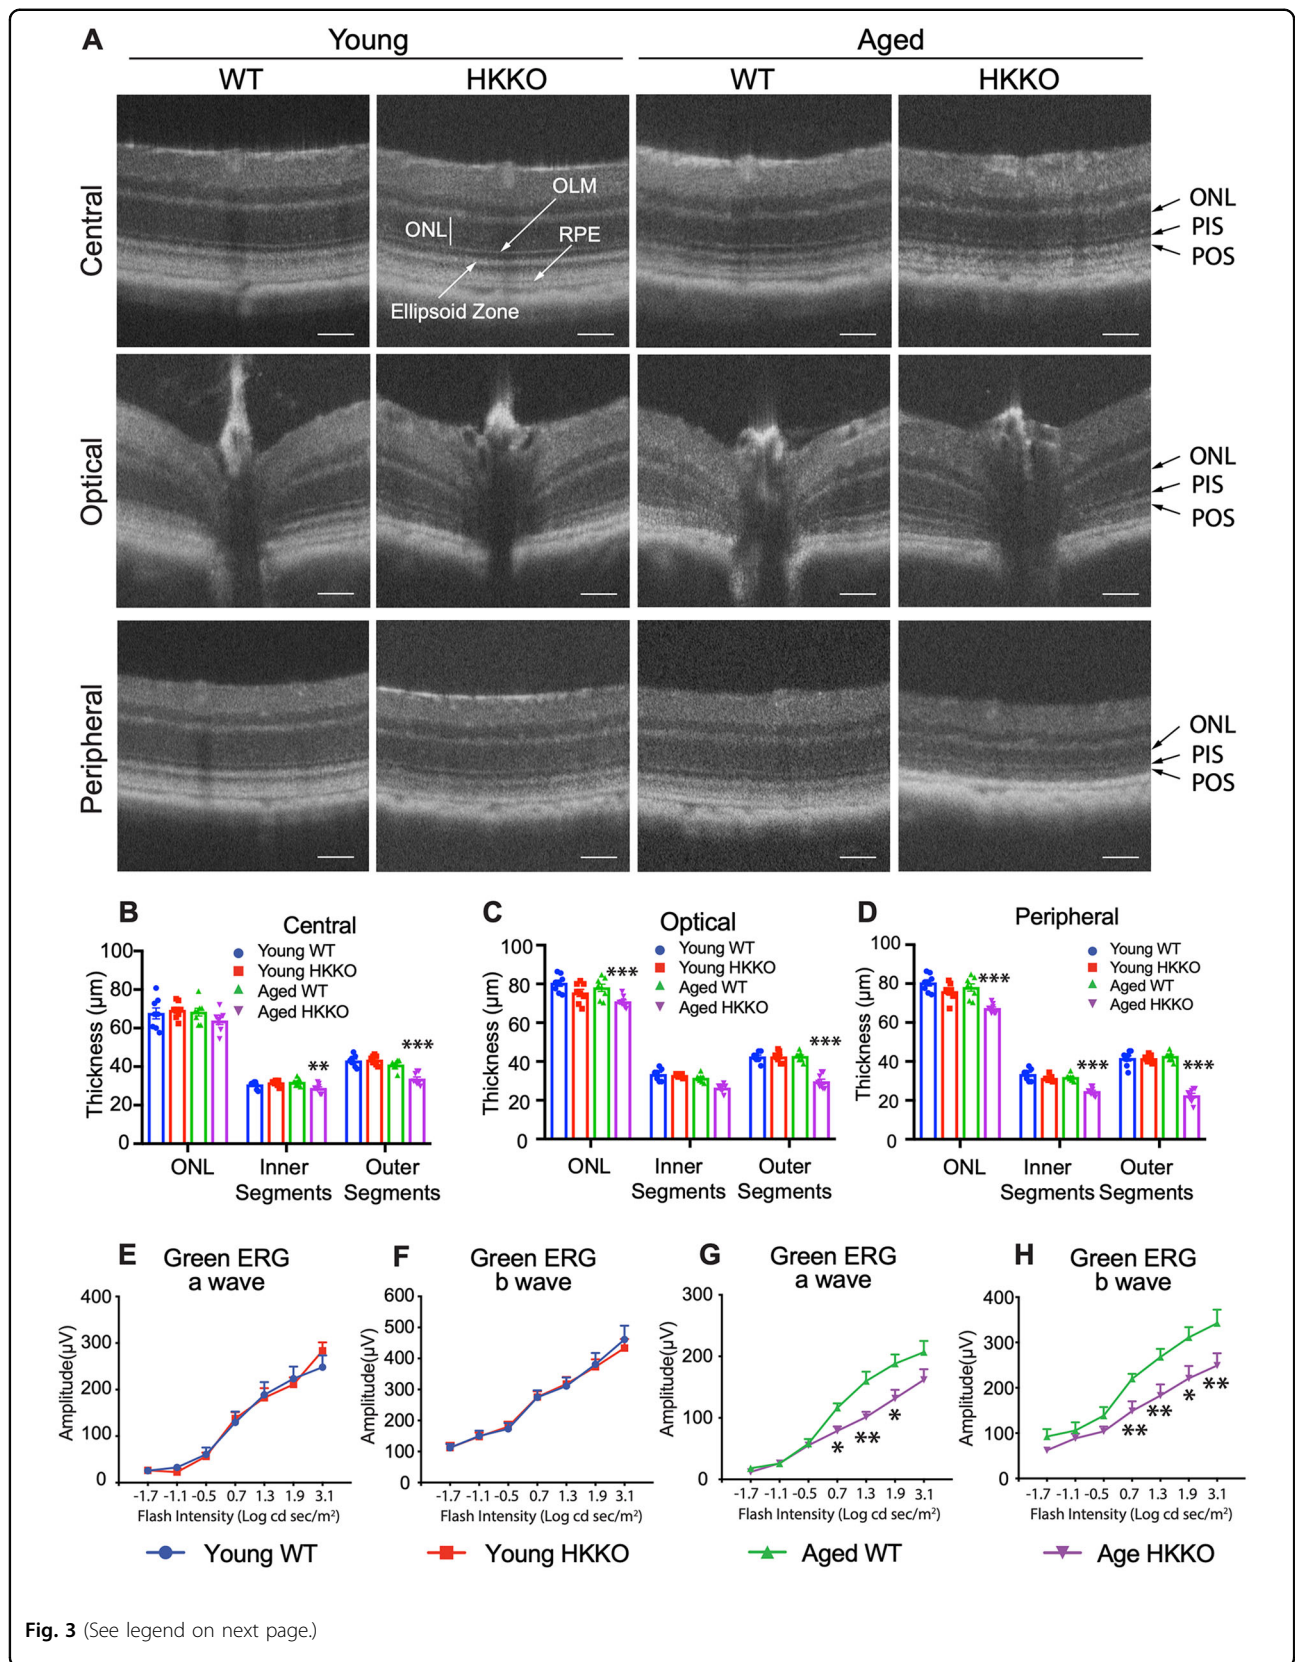 A
Young
Aged
WT
HKKO
WT
HKKO
Central
OLM
ONL
RPE
Ellipsoid Zone
ONL
PIS
POS
Optical
ONL
PIS
POS
Peripheral
ONL
PIS
POS
B
Central
Young WT
Young HKKO
Aged WT
Aged HKKO
Thickness (μm)
100
80
60
40
20
0
**
***
ONL
Inner
Segments
Outer
Segments
C
Optical
Young WT
Young HKKO
Aged WT
Aged HKKO
Thickness (μm)
100
80
60
40
20
0
***
***
ONL
Inner
Segments
Outer
Segments
D
Peripheral
Young WT
Young HKKO
Aged WT
Aged HKKO
Thickness (μm)
100
80
60
40
20
0
***
***
***
ONL
Inner
Segments
Outer
Segments
E
Green ERG
a wave
Amplitude(μV)
400
300
200
100
0
-1.7 -1.1 -0.5 0.7 1.3 1.9 3.1
Flash Intensity (Log cd sec/m²)
F
Green ERG
b wave
Amplitude(μV)
600
500
400
300
200
100
0
-1.7 -1.1 -0.5 0.7 1.3 1.9 3.1
Flash Intensity (Log cd sec/m²)
G
Green ERG
a wave
Amplitude(μV)
300
200
100
0
* ** *
-1.7 -1.1 -0.5 0.7 1.3 1.9 3.1
Flash Intensity (Log cd sec/m²)
H
Green ERG
b wave
Amplitude(μV)
400
300
200
100
0
** ** * **
-1.7 -1.1 -0.5 0.7 1.3 1.9 3.1
Flash Intensity (Log cd sec/m²)
Young WT
Young HKKO
Aged WT
Age HKKO
Fig. 3 (See legend on next page.)